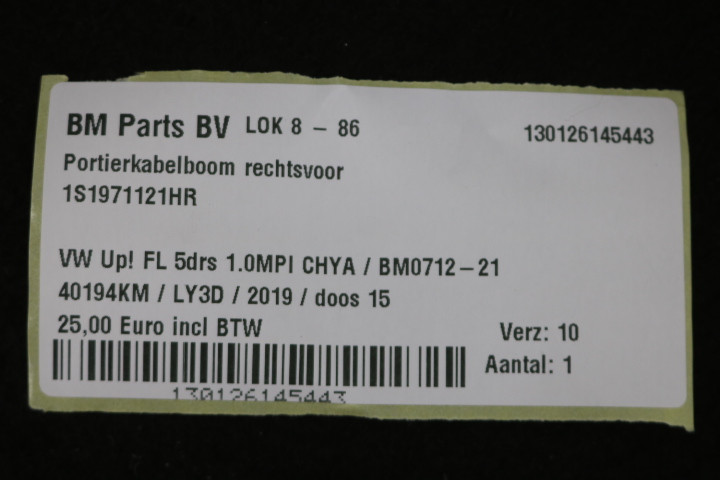 BM Parts BV LOK 8 - 86 130126145443
Portierkabelboom rechtsvoor
1S1971121HR
VW Up! FL 5drs 1.0MPI CHYA / BM0712-21
40194KM / LY3D / 2019 / doos 15
25,00 Euro incl BTW Verz: 10
Aantal: 1
130126145443